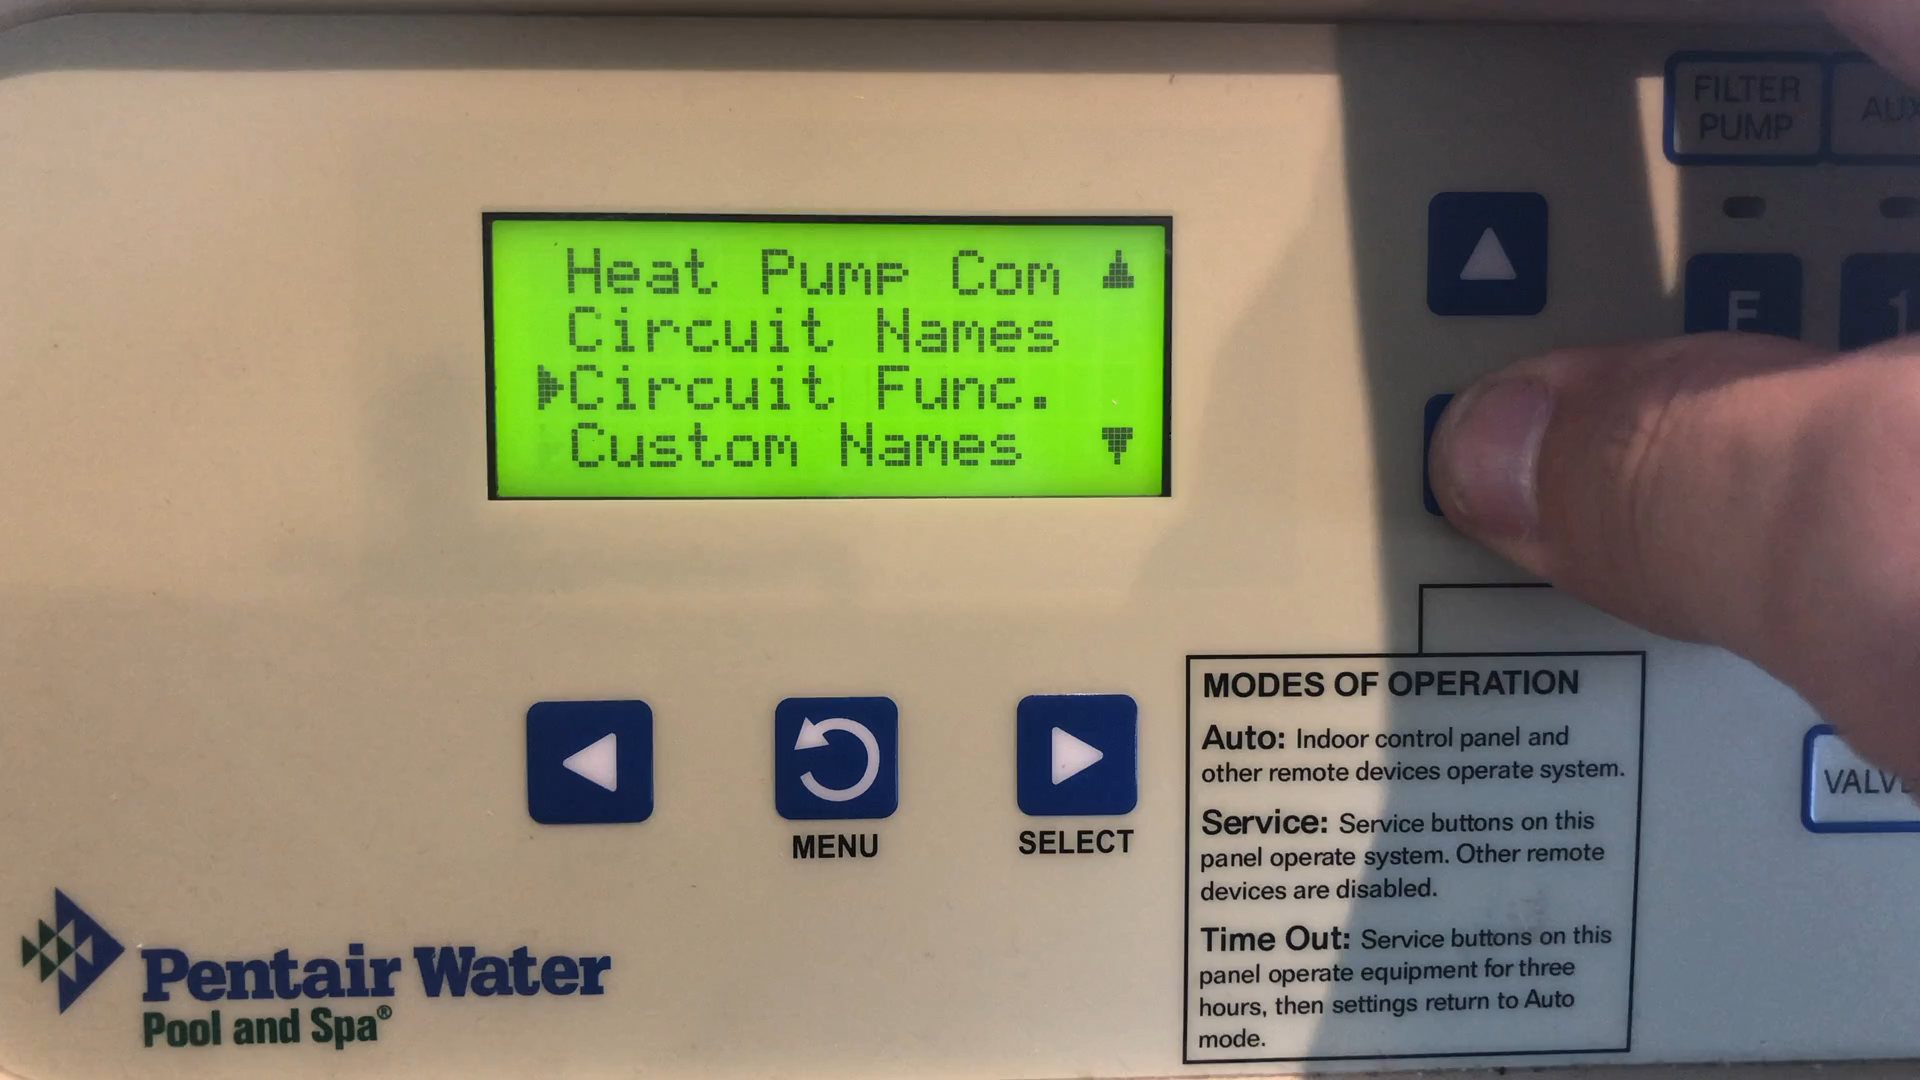 Heat Pump Com
Circuit Names
Circuit Func.
Custom Names
FILTER
PUMP
F
1
MENU
SELECT
MODES OF OPERATION
Auto: Indoor control panel and
other remote devices operate system.
Service: Service buttons on this
panel operate system. Other remote
devices are disabled.
Time Out: Service buttons on this
panel operate equipment for three
hours, then settings return to Auto
mode.
Pentair Water
Pool and Spa®